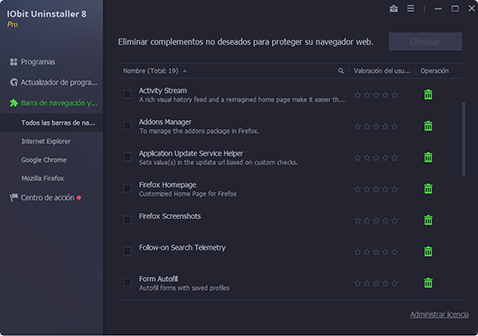 IObit Uninstaller 8
Pro
Eliminar complementos no deseados para proteger su navegador web.
Eliminar
Programas
Actualizador de progra...
Barra de navegación y...
Todos las barras de na...
Internet Explorer
Google Chrome
Mozilla Firefox
Centro de acción
Nombre (Total: 19)
Valoración del usu...
Operación
Activity Stream
A rich visual history feed and a reimagined home page make it easier th...
Addons Manager
To manage the addons package in Firefox.
Application Update Service Helper
Sets value(s) in the update url based on custom checks.
Firefox Homepage
Customized Home Page for Firefox
Firefox Screenshots
Follow-on Search Telemetry
Form Autofill
Autofill forms with saved profiles
Administrar licencia